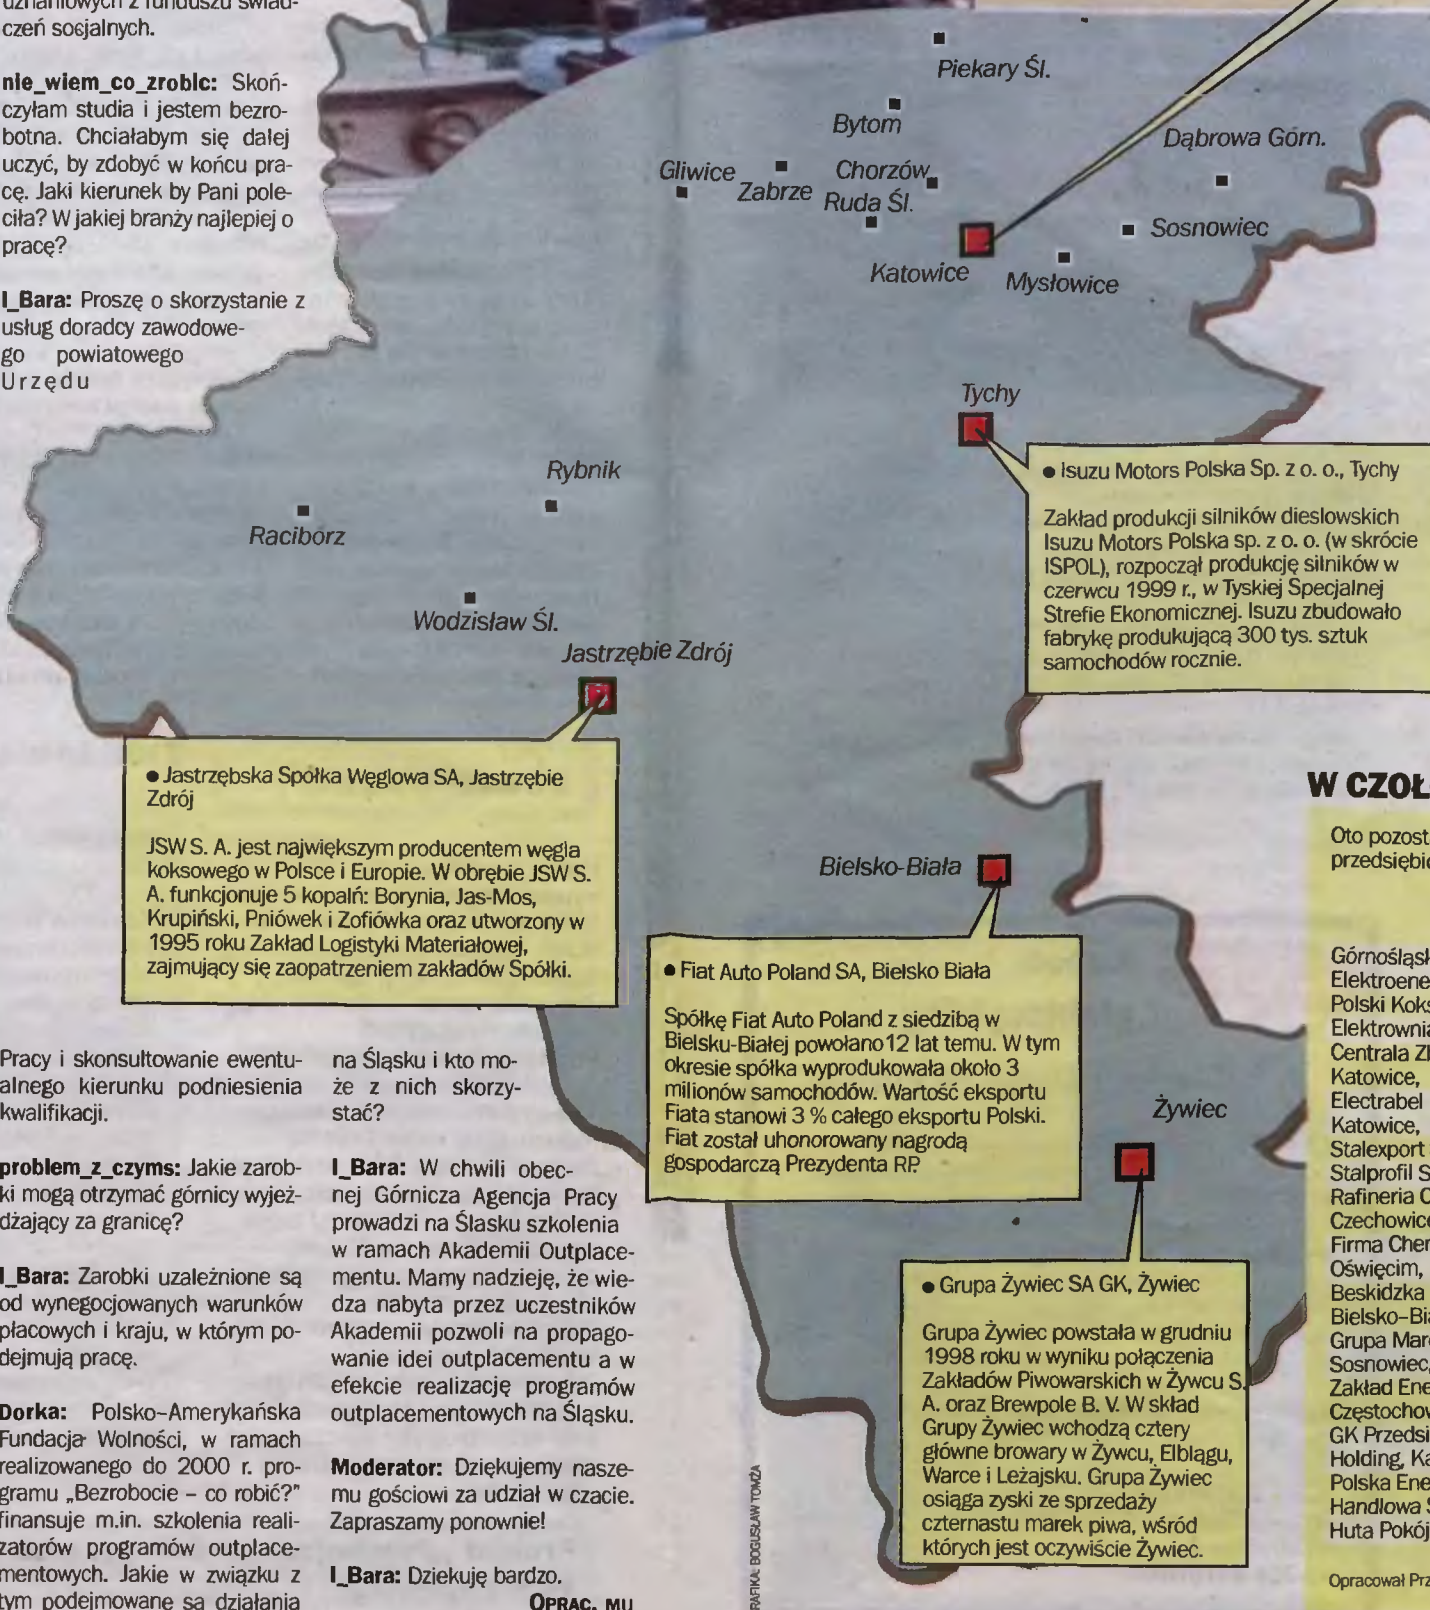 uznaniowych z funduszu świad-
czeń socjalnych.
nie_wiem_co_zrobic: Skoń-
czyłam studia i jestem bezro-
botna. Chciałabym się dalej
uczyć, by zdobyć w końcu pra-
cę. Jaki kierunek by Pani pole-
ciła? W jakiej branży najlepiej o
pracę?
I_Bara: Proszę o skorzystanie z
usług doradcy zawodowe-
go powiatowego
Urzędu
Pracy i skonsultowanie ewentu-
alnego kierunku podniesienia
kwalifikacji.
problem_z_czyms: Jakie zarob-
ki mogą otrzymać górnicy wyjeż-
dżający za granicę?
I_Bara: Zarobki uzależnione są
od wynegocjowanych warunków
płacowych i kraju, w którym po-
dejmują pracę.
Dorka: Polsko-Amerykańska
Fundacja Wolności, w ramach
realizowanego do 2000 r. pro-
gramu „Bezrobocie – co robić?"
finansuje m.in. szkolenia reali-
zatorów programów outplace-
mentowych. Jakie w związku z
tym podejmowane są działania
na Śląsku i kto mo-
że z nich skorzy-
stać?
I_Bara: W chwili obec-
nej Górnicza Agencja Pracy
prowadzi na Ślasku szkolenia
w ramach Akademii Outplace-
mentu. Mamy nadzieję, że wie-
dza nabyta przez uczestników
Akademii pozwoli na propago-
wanie idei outplacementu a w
efekcie realizację programów
outplacementowych na Śląsku.
Moderator: Dziękujemy nasze-
mu gościowi za udział w czacie.
Zapraszamy ponownie!
I_Bara: Dziekuję bardzo.
OPRAC. MU
Piekary Śl.
Bytom
Dąbrowa Górn.
Gliwice
Zabrze
Chorzów
Ruda Śl.
Sosnowiec
Katowice
Mysłowice
Tychy
Rybnik
Racibórz
Wodzisław Śl.
Jastrzębie Zdrój
Bielsko-Biała
Żywiec
● Isuzu Motors Polska Sp. z o. o., Tychy
Zakład produkcji silników dieslowskich
Isuzu Motors Polska sp. z o. o. (w skrócie
ISPOL), rozpoczął produkcję silników w
czerwcu 1999 r., w Tyskiej Specjalnej
Strefie Ekonomicznej. Isuzu zbudowało
fabrykę produkującą 300 tys. sztuk
samochodów rocznie.
● Jastrzębska Spółka Węglowa SA, Jastrzębie
Zdrój
JSW S. A. jest największym producentem węgla
koksowego w Polsce i Europie. W obrębie JSW S.
A. funkcjonuje 5 kopalń: Borynia, Jas-Mos,
Krupiński, Pniówek i Zofiówka oraz utworzony w
1995 roku Zakład Logistyki Materiałowej,
zajmujący się zaopatrzeniem zakładów Spółki.
● Fiat Auto Poland SA, Bielsko Biała
Spółkę Fiat Auto Poland z siedzibą w
Bielsku-Białej powołano 12 lat temu. W tym
okresie spółka wyprodukowała około 3
milionów samochodów. Wartość eksportu
Fiata stanowi 3 % całego eksportu Polski.
Fiat został uhonorowany nagrodą
gospodarczą Prezydenta RP.
● Grupa Żywiec SA GK, Żywiec
Grupa Żywiec powstała w grudniu
1998 roku w wyniku połączenia
Zakładów Piwowarskich w Żywcu S.
A. oraz Brewpole B. V. W skład
Grupy Żywiec wchodzą cztery
główne browary w Żywcu, Elblągu,
Warce i Leżajsku. Grupa Żywiec
osiąga zyski ze sprzedaży
czternastu marek piwa, wśród
których jest oczywiście Żywiec.
RAFIKA: BOGUSŁAW TOMŻA
W CZOŁ
Oto pozost
przedsiębic
Górnośląsk
Elektroene
Polski Koks
Elektrownia
Centrala Zb
Katowice,
Electrabel
Katowice,
Stalexport
Stalprofil S
Rafineria C
Czechowice
Firma Cher
Oświęcim,
Beskidzka
Bielsko-Bia
Grupa Mar
Sosnowiec,
Zakład Ene
Częstochow
GK Przedsi
Holding, Ka
Polska Ene
Handlowa S
Huta Pokój
Opracował Prz